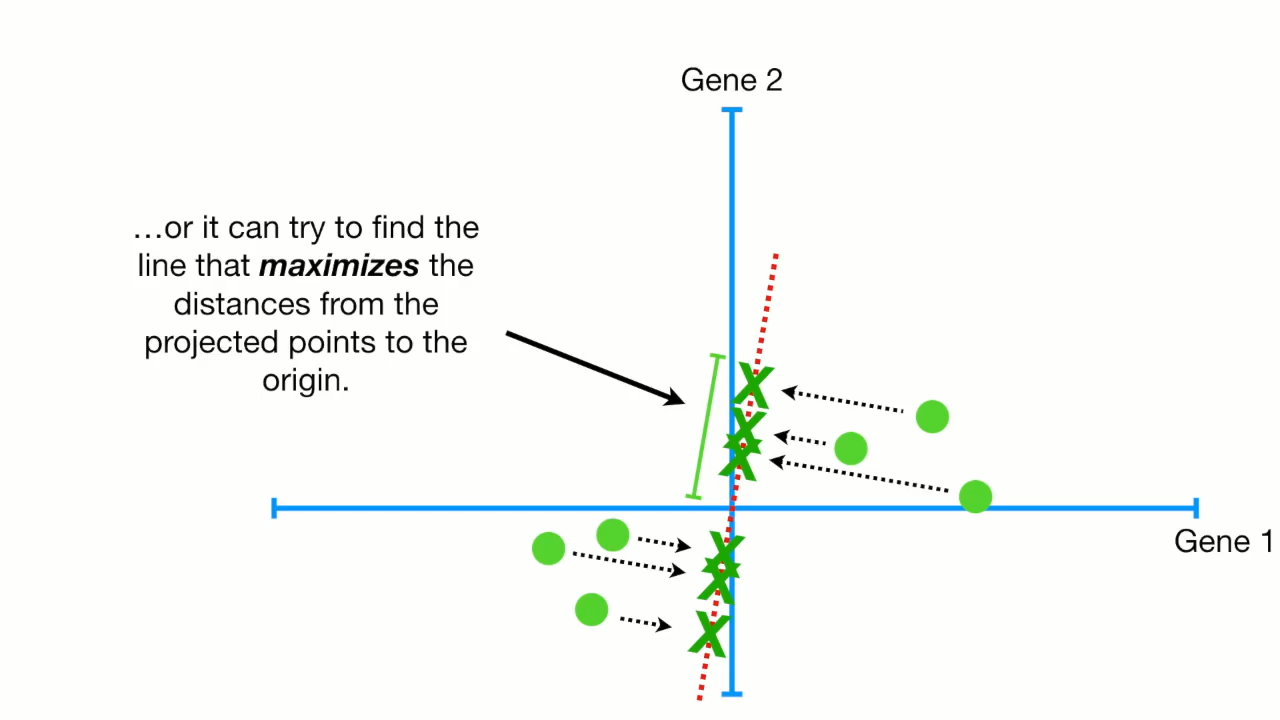 Gene 2
…or it can try to find the
line that maximizes the
distances from the
projected points to the
origin.
Gene 1